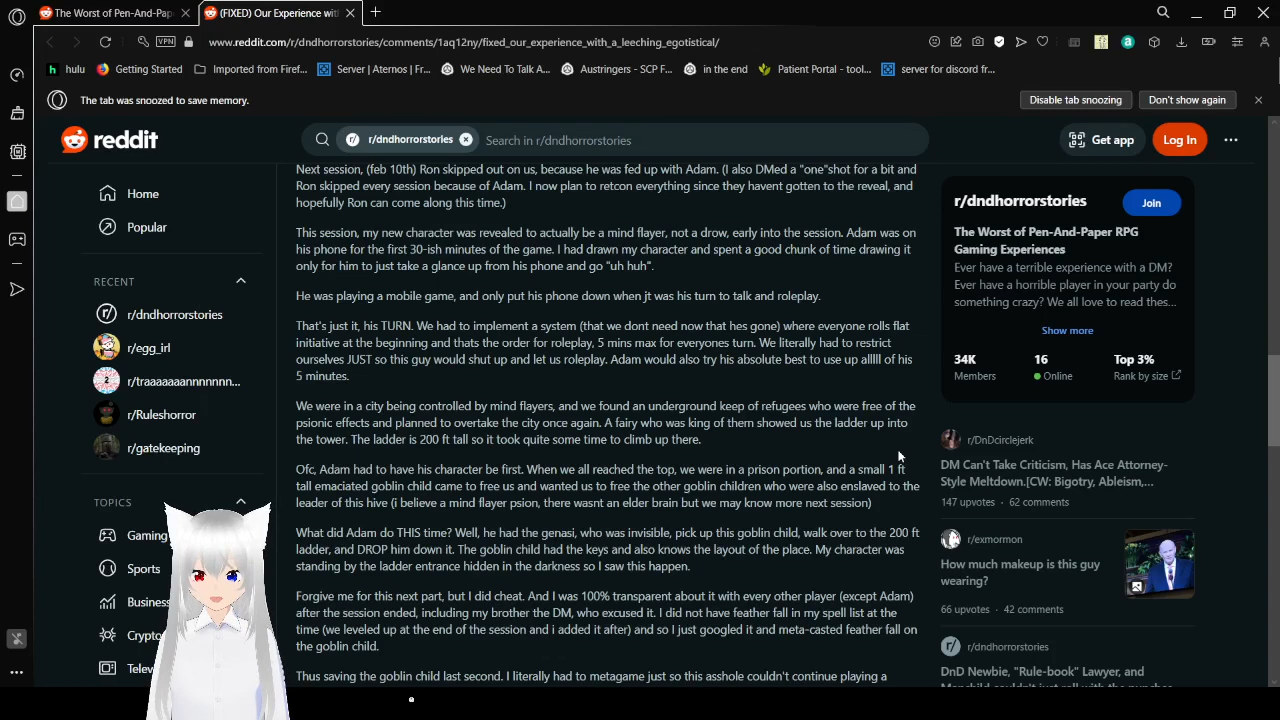 The Worst of Pen-And-Pape
(FIXED) Our Experience wit
VPN
www.reddit.com/r/dndhorrorstories/comments/1aq12ny/fixed_our_experience_with_a_leeching_egotistical/
hulu
Getting Started
Imported from Firef...
Server | Aternos | Fr...
We Need To Talk A...
Austringers - SCP F...
in the end
Patient Portal - tool...
server for discord fr...
The tab was snoozed to save memory.
Disable tab snoozing
Don't show again
reddit
r/dndhorrorstories
Search in r/dndhorrorstories
Get app
Log In
Home
Popular
RECENT
r/dndhorrorstories
r/egg_irl
r/traaaaaaannnnnnn...
r/Ruleshorror
r/gatekeeping
TOPICS
Gaming
Sports
Business
Crypto
Telev
Next session, (feb 10th) Ron skipped out on us, because he was fed up with Adam. (I also DMed a "one"shot for a bit and
Ron skipped every session because of Adam. I now plan to retcon everything since they havent gotten to the reveal, and
hopefully Ron can come along this time.)
This session, my new character was revealed to actually be a mind flayer, not a drow, early into the session. Adam was on
his phone for the first 30-ish minutes of the game. I had drawn my character and spent a good chunk of time drawing it
only for him to just take a glance up from his phone and go "uh huh".
He was playing a mobile game, and only put his phone down when jt was his turn to talk and roleplay.
That's just it, his TURN. We had to implement a system (that we dont need now that hes gone) where everyone rolls flat
initiative at the beginning and thats the order for roleplay, 5 mins max for everyones turn. We literally had to restrict
ourselves JUST so this guy would shut up and let us roleplay. Adam would also try his absolute best to use up alllll of his
5 minutes.
We were in a city being controlled by mind flayers, and we found an underground keep of refugees who were free of the
psionic effects and planned to overtake the city once again. A fairy who was king of them showed us the ladder up into
the tower. The ladder is 200 ft tall so it took quite some time to climb up there.
Ofc, Adam had to have his character be first. When we all reached the top, we were in a prison portion, and a small 1 ft
tall emaciated goblin child came to free us and wanted us to free the other goblin children who were also enslaved to the
leader of this hive (i believe a mind flayer psion, there wasnt an elder brain but we may know more next session)
What did Adam do THIS time? Well, he had the genasi, who was invisible, pick up this goblin child, walk over to the 200 ft
ladder, and DROP him down it. The goblin child had the keys and also knows the layout of the place. My character was
standing by the ladder entrance hidden in the darkness so I saw this happen.
Forgive me for this next part, but I did cheat. And I was 100% transparent about it with every other player (except Adam)
after the session ended, including my brother the DM, who excused it. I did not have feather fall in my spell list at the
time (we leveled up at the end of the session and i added it after) and so I just googled it and meta-casted feather fall on
the goblin child.
Thus saving the goblin child last second. I literally had to metagame just so this asshole couldn't continue playing a
r/dndhorrorstories
Join
The Worst of Pen-And-Paper RPG
Gaming Experiences
Ever have a terrible experience with a DM?
Ever have a horrible player in your party do
something crazy? We all love to read thes...
Show more
34K
Members
16
Online
Top 3%
Rank by size
r/DnDcirclejerk
DM Can't Take Criticism, Has Ace Attorney-
Style Meltdown.[CW: Bigotry, Ableism,...
147 upvotes · 62 comments
r/exmormon
How much makeup is this guy
wearing?
66 upvotes · 42 comments
r/dndhorrorstories
DnD Newbie, "Rule-book" Lawyer, and
Manchild couldn't just roll with the punches